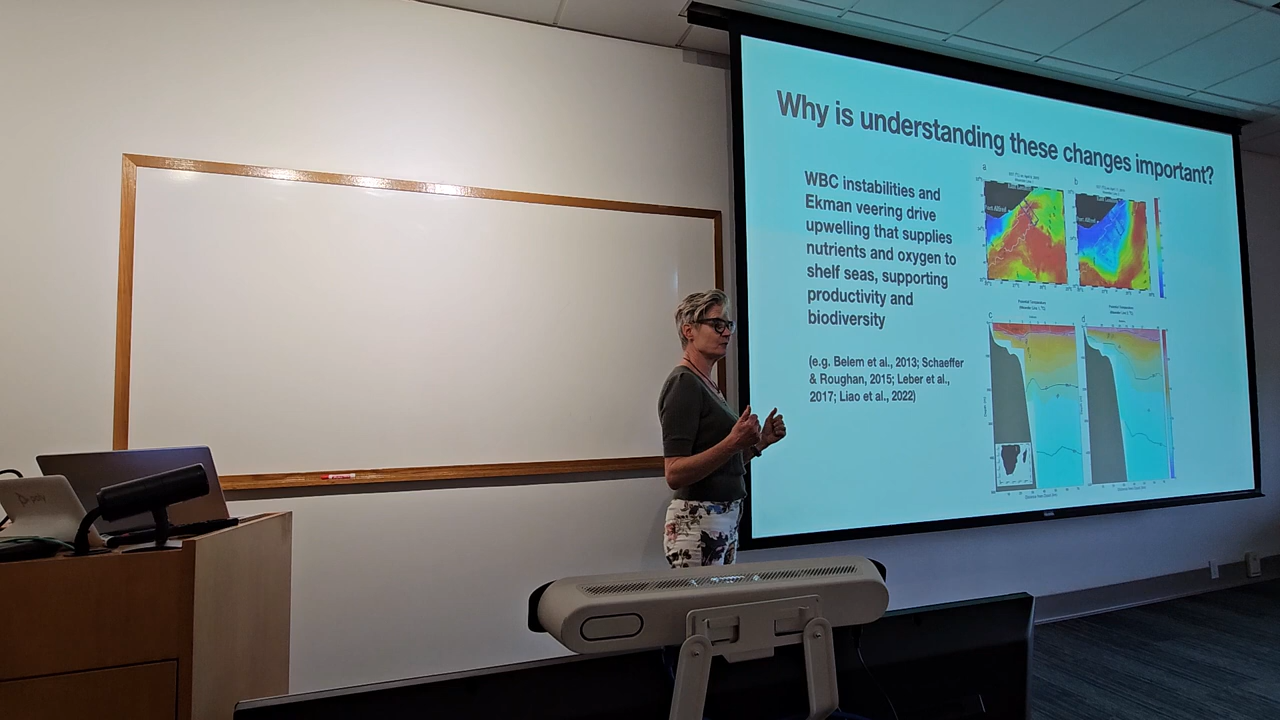 Why is understanding these changes important?
WBC instabilities and
Ekman veering drive
upwelling that supplies
nutrients and oxygen to
shelf seas, supporting
productivity and
biodiversity
(e.g. Belem et al., 2013; Schaeffer
& Roughan, 2015; Leber et al.,
2017; Liao et al., 2022)
a
b
Port Alfred
c
d